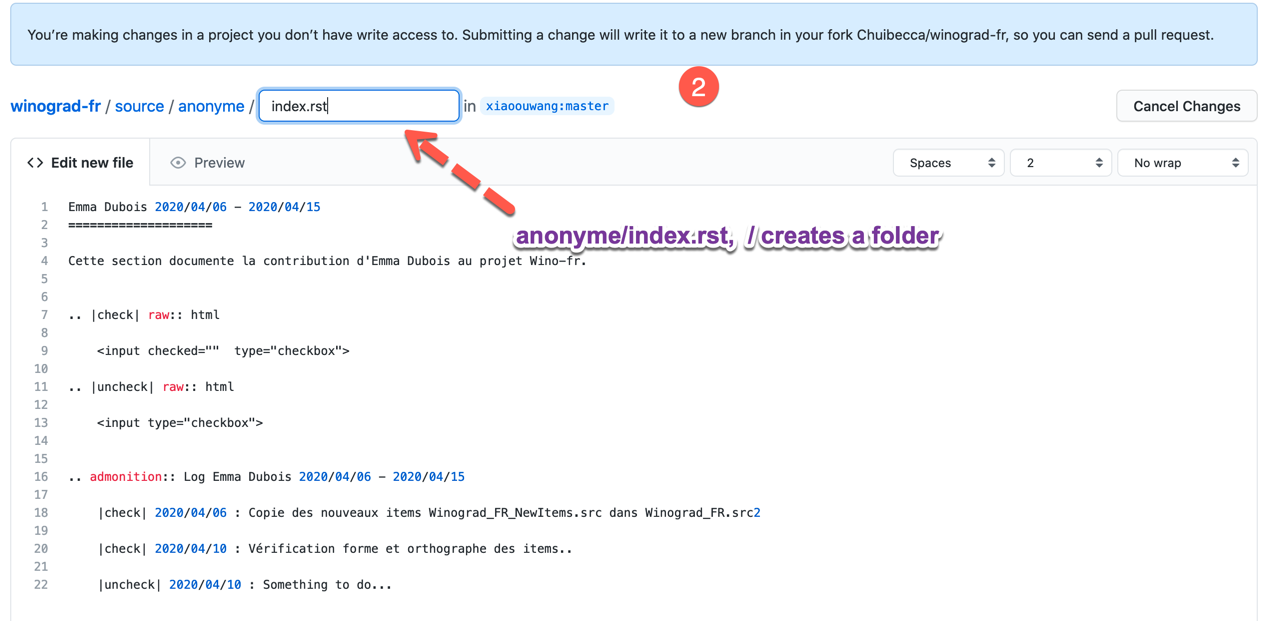 You’re making changes in a project you don’t have write access to. Submitting a change will write it to a new branch in your fork Chuibecca/winograd-fr, so you can send a pull request.
2
winograd-fr / source / anonyme / index.rst in xiaoouwang:master Cancel Changes
<> Edit new file Preview Spaces 2 No wrap
1 Emma Dubois 2020/04/06 - 2020/04/15
2 ====================
3
anonyme/index.rst, / creates a folder
4 Cette section documente la contribution d'Emma Dubois au projet Wino-fr.
5
6
7 .. |check| raw:: html
8
9 <input checked="" type="checkbox">
10
11 .. |uncheck| raw:: html
12
13 <input type="checkbox">
14
15
16 .. admonition:: Log Emma Dubois 2020/04/06 - 2020/04/15
17
18 |check| 2020/04/06 : Copie des nouveaux items Winograd_FR_NewItems.src dans Winograd_FR.src2
19
20 |check| 2020/04/10 : Vérification forme et orthographe des items..
21
22 |uncheck| 2020/04/10 : Something to do...